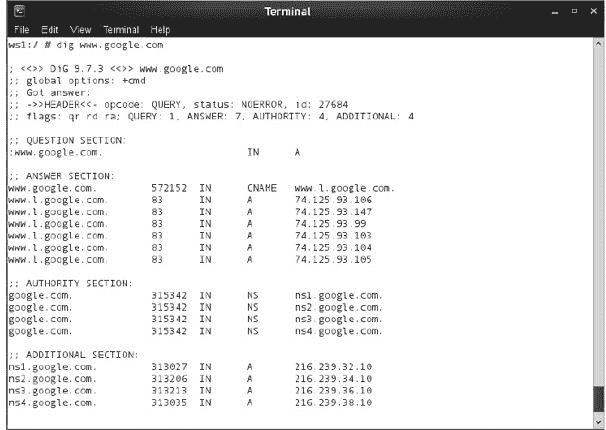 Terminal
File Edit View Terminal Help
ws1:/ # dig www.google.com
; <<>> DiG 9.7.3 <<>> www.google.com
;; global options: +cmd
;; Got answer:
;; ->>HEADER<<- opcode: QUERY, status: NOERROR, id: 27684
;; flags: qr rd ra; QUERY: 1, ANSWER: 7, AUTHORITY: 4, ADDITIONAL: 4
;; QUESTION SECTION:
;www.google.com. IN A
;; ANSWER SECTION:
www.google.com. 572152 IN CNAME www.l.google.com.
www.l.google.com. 83 IN A 74.125.93.106
www.l.google.com. 83 IN A 74.125.93.147
www.l.google.com. 83 IN A 74.125.93.99
www.l.google.com. 83 IN A 74.125.93.103
www.l.google.com. 83 IN A 74.125.93.104
www.l.google.com. 83 IN A 74.125.93.105
;; AUTHORITY SECTION:
google.com. 315342 IN NS ns1.google.com.
google.com. 315342 IN NS ns2.google.com.
google.com. 315342 IN NS ns3.google.com.
google.com. 315342 IN NS ns4.google.com.
;; ADDITIONAL SECTION:
ns1.google.com. 313027 IN A 216.239.32.10
ns2.google.com. 313206 IN A 216.239.34.10
ns3.google.com. 313213 IN A 216.239.36.10
ns4.google.com. 313035 IN A 216.239.38.10